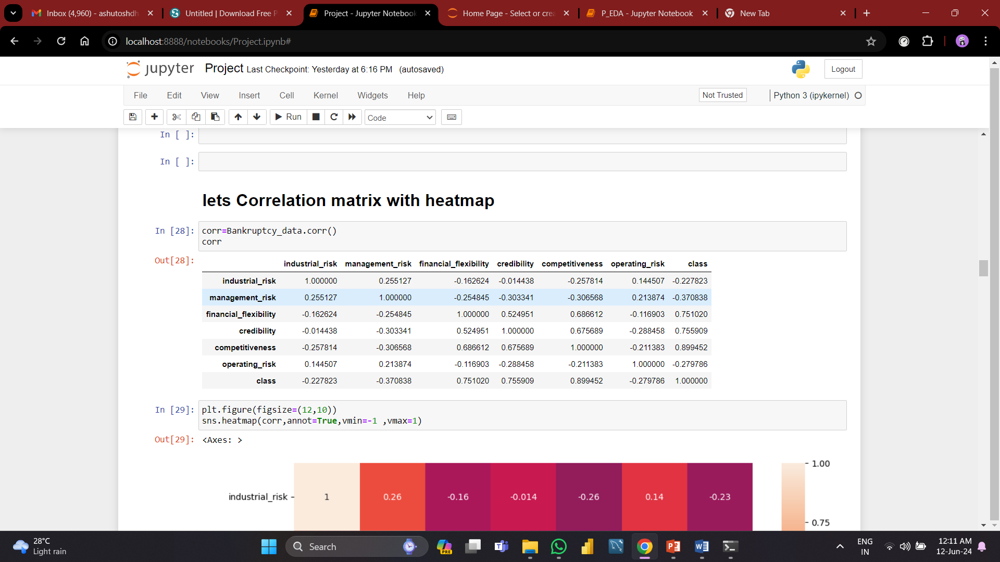 Inbox (4,960) - ashutoshdh
Untitled | Download Free P
Project - Jupyter Notebook
Home Page - Select or crea
P_EDA - Jupyter Notebook
New Tab
localhost:8888/notebooks/Project.ipynb#
jupyter Project Last Checkpoint: Yesterday at 6:16 PM (autosaved)
Logout
File Edit View Insert Cell Kernel Widgets Help
Not Trusted
Python 3 (ipykernel)
Run
Code
In [ ]:
In [ ]:
lets Correlation matrix with heatmap
In [28]: corr=Bankruptcy_data.corr()
corr
Out[28]:
industrial_risk management_risk financial_flexibility credibility competitiveness operating_risk class
industrial_risk 1.000000 0.255127 -0.162624 -0.014438 -0.257814 0.144507 -0.227823
management_risk 0.255127 1.000000 -0.254845 -0.303341 -0.306568 0.213874 -0.370838
financial_flexibility -0.162624 -0.254845 1.000000 0.524951 0.686612 -0.116903 0.751020
credibility -0.014438 -0.303341 0.524951 1.000000 0.675689 -0.288458 0.755909
competitiveness -0.257814 -0.306568 0.686612 0.675689 1.000000 -0.211383 0.899452
operating_risk 0.144507 0.213874 -0.116903 -0.288458 -0.211383 1.000000 -0.279786
class -0.227823 -0.370838 0.751020 0.755909 0.899452 -0.279786 1.000000
In [29]: plt.figure(figsize=(12,10))
sns.heatmap(corr,annot=True,vmin=-1 ,vmax=1)
Out[29]: <Axes: >
1.00
industrial_risk 1 0.26 -0.16 -0.014 -0.26 0.14 -0.23
0.75
28°C
Light rain
Search
PRE
ENG
IN
12:11 AM
12-Jun-24